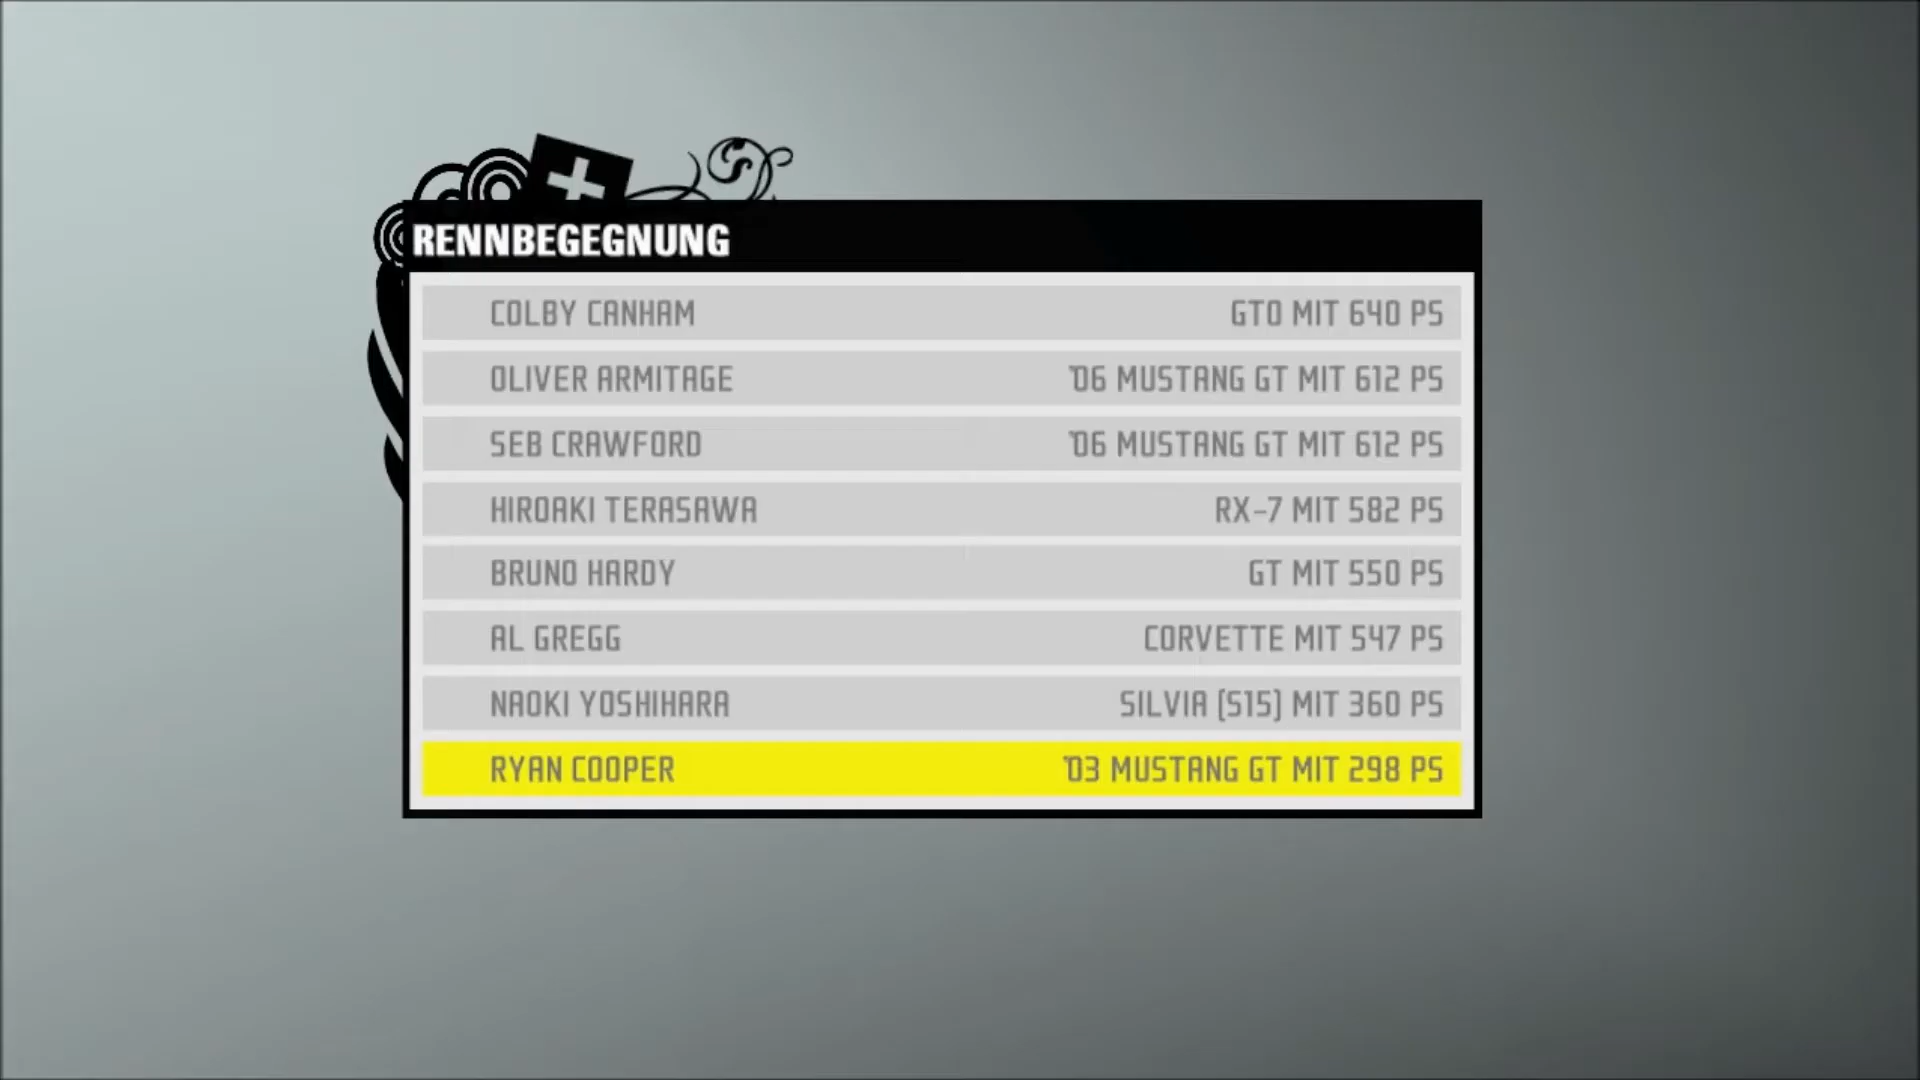 RENNBEGEGNUNG
COLBY CANHAM GTO MIT 640 PS
OLIVER ARMITAGE '06 MUSTANG GT MIT 612 PS
SEB CRAWFORD '06 MUSTANG GT MIT 612 PS
HIROAKI TERASAWA RX-7 MIT 582 PS
BRUNO HARDY GT MIT 550 PS
AL GREGG CORVETTE MIT 547 PS
NAOKI YOSHIHARA SILVIA (S15) MIT 360 PS
RYAN COOPER '03 MUSTANG GT MIT 298 PS